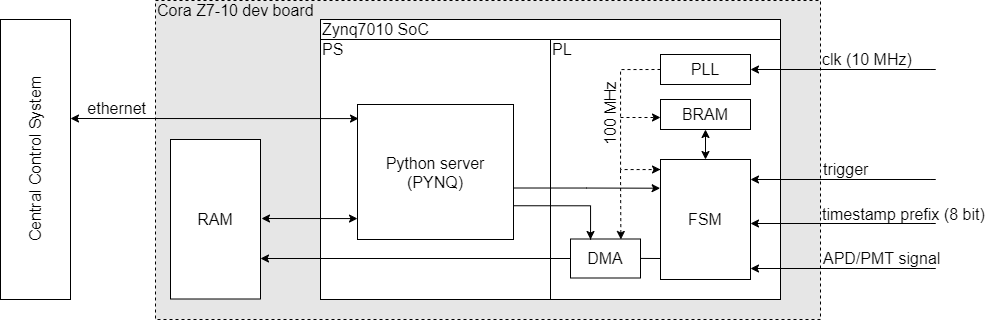 Cora Z7-10 dev board
Zynq7010 SoC
PS
PL
clk (10 MHz)
PLL
100 MHz
BRAM
ethernet
Central Control System
Python server
(PYNQ)
RAM
FSM
DMA
trigger
timestamp prefix (8 bit)
APD/PMT signal